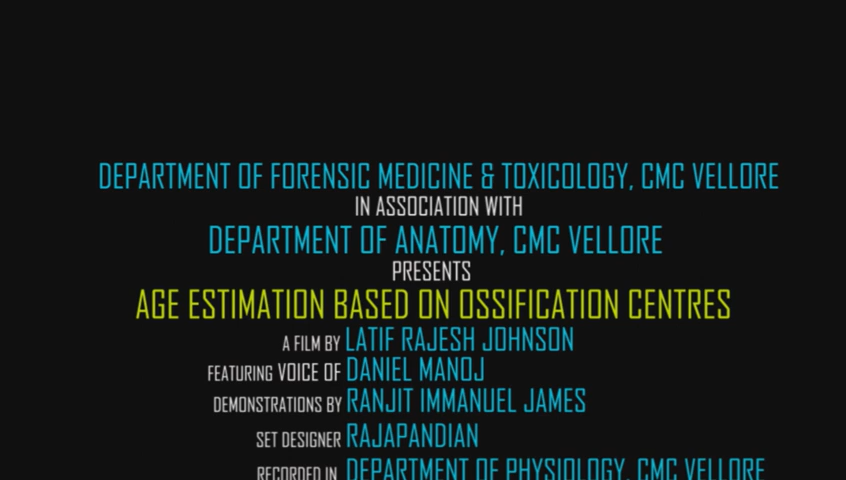 DEPARTMENT OF FORENSIC MEDICINE & TOXICOLOGY, CMC VELLORE
IN ASSOCIATION WITH
DEPARTMENT OF ANATOMY, CMC VELLORE
PRESENTS
AGE ESTIMATION BASED ON OSSIFICATION CENTRES
A FILM BY LATIF RAJESH JOHNSON
FEATURING VOICE OF DANIEL MANOJ
DEMONSTRATIONS BY RANJIT IMMANUEL JAMES
SET DESIGNER RAJAPANDIAN
RECORDED IN DEPARTMENT OF PHYSIOLOGY, CMC VELLORE